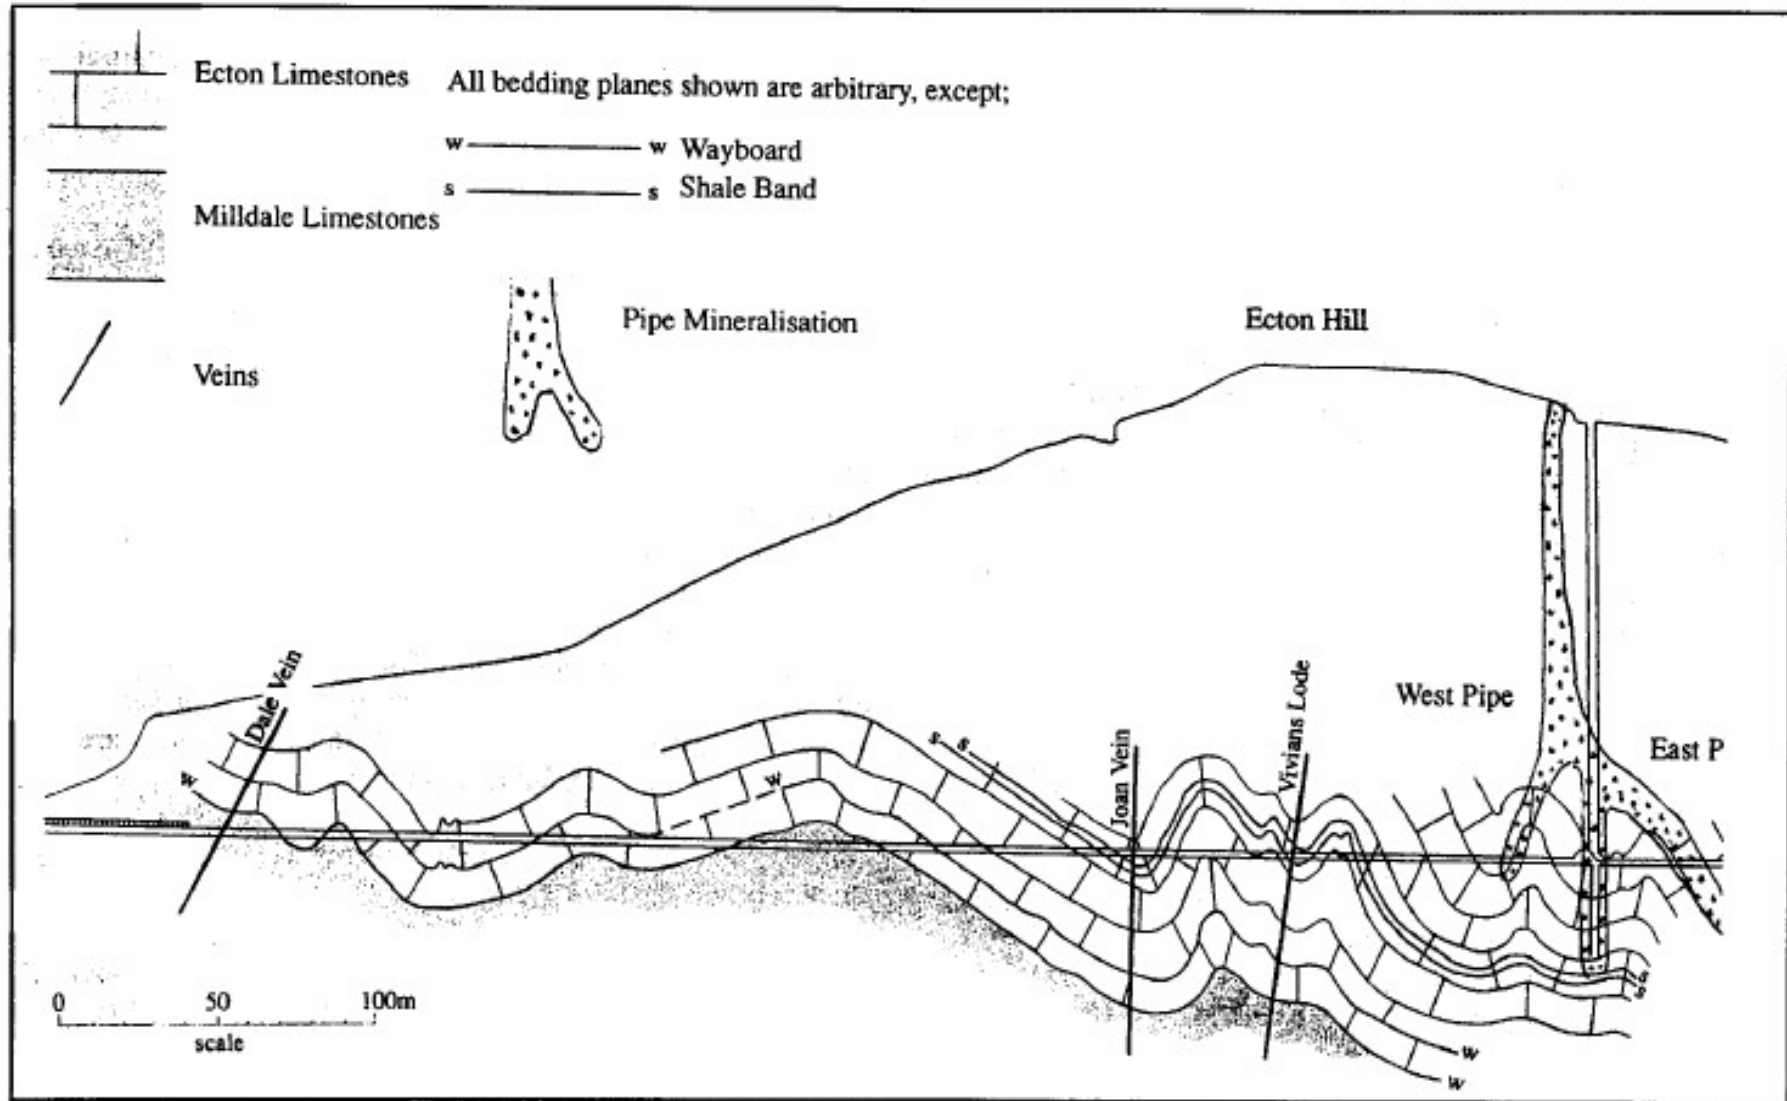 Ecton Limestones
All bedding planes shown are arbitrary, except;
w w Wayboard
s s Shale Band
Milldale Limestones
Pipe Mineralisation
Veins
Ecton Hill
Dale Vein
w
w
s
s
Joan Vein
Vivians Lode
West Pipe
East P
s
s
w
w
0 50 100m
scale